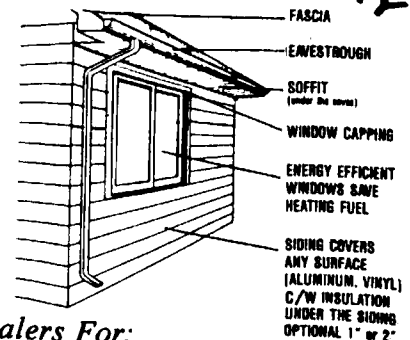 FASCIA
EAVESTROUGH
SOFFIT
(under the eaves)
WINDOW CAPPING
ENERGY EFFICIENT
WINDOWS SAVE
HEATING FUEL
SIDING COVERS
ANY SURFACE
(ALUMINUM, VINYL)
C/W INSULATION
UNDER THE SIDING
OPTIONAL 1" or 2"
alers For: